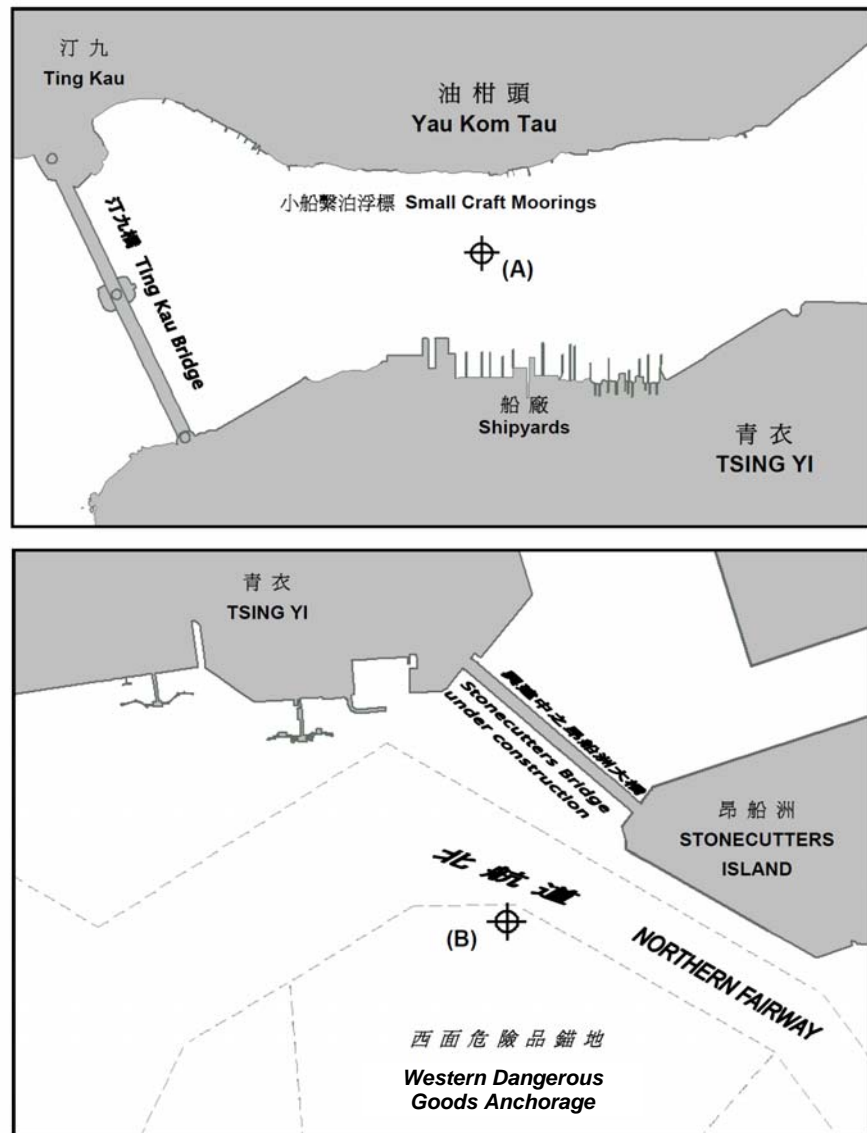 汀九
Ting Kau
油柑頭
Yau Kom Tau
小船繫泊浮標 Small Craft Moorings
(A)
汀九橋 Ting Kau Bridge
船廠
Shipyards
青衣
TSING YI
青衣
TSING YI
興建中之昂船洲大橋
Stonecutters Bridge
under construction
昂船洲
STONECUTTERS
ISLAND
北航道
(B)
NORTHERN FAIRWAY
西面危險品錨地
Western Dangerous
Goods Anchorage